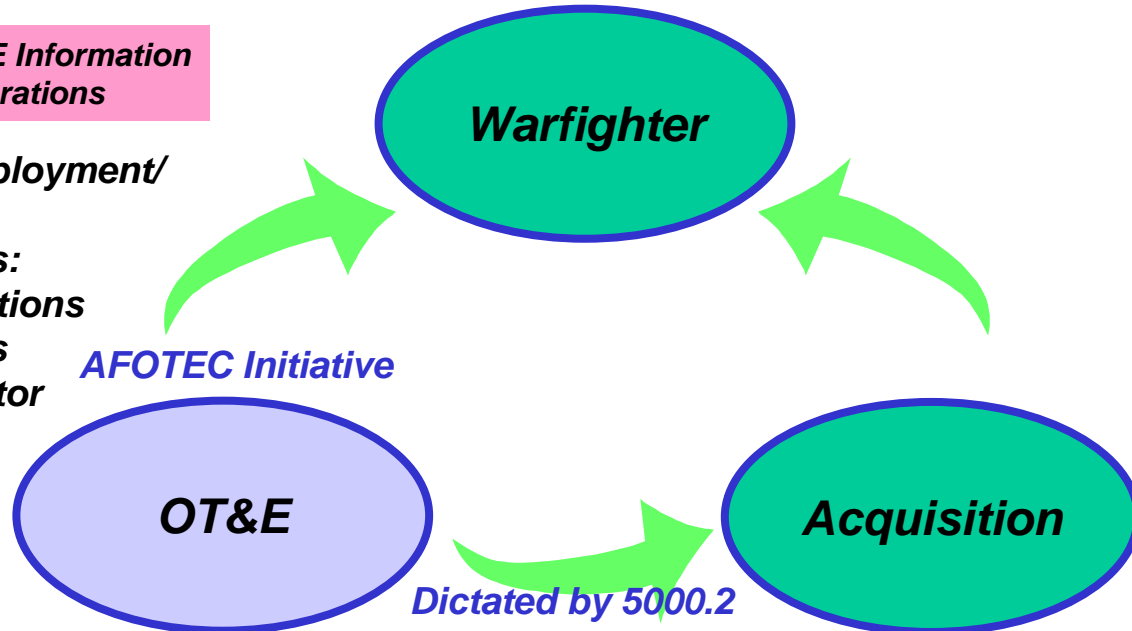 E Information
rations
Warfighter
ployment/
s:
tions
s
AFOTEC Initiative
tor
OT&E
Acquisition
Dictated by 5000.2